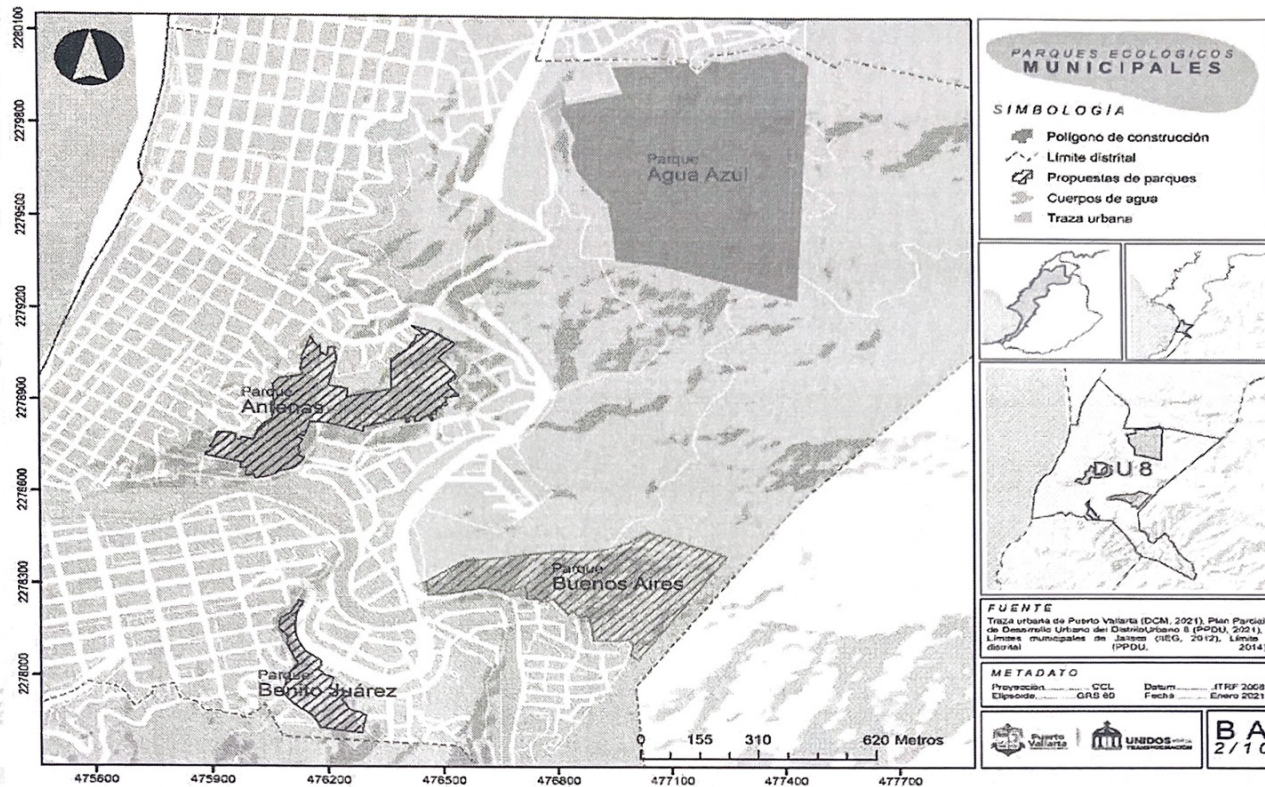 2280100
2279800
2279500
2279200
2278900
2278600
2278300
2278000
Parque
Agua Azul
Parque
Antenas
Parque
Buenos Aires
Parque
Benito Juárez
0 155 310 620 Metros
475600 475900 476200 476500 476800 477100 477400 477700
PARQUES ECOLÓGICOS
MUNICIPALES
SIMBOLOGÍA
Polígono de construcción
Límite distrital
Propuestas de parques
Cuerpos de agua
Traza urbana
DU8
FUENTE
Traza urbana de Puerto Vallarta (DCM, 2021), Plan Parcial
de Desarrollo Urbano del Distrito Urbano 8 (PPDU, 2021),
Límites municipales de Jalisco (IIEG, 2012), Límite
distrital (PPDU, 2014)
METADATO
Proyección CCL Datum ITRF 2008
Elipsoide GRS 80 Fecha Enero 2021
Puerto
Vallarta
UNIDOS
TRANSFORMACIÓN
BA
2/10